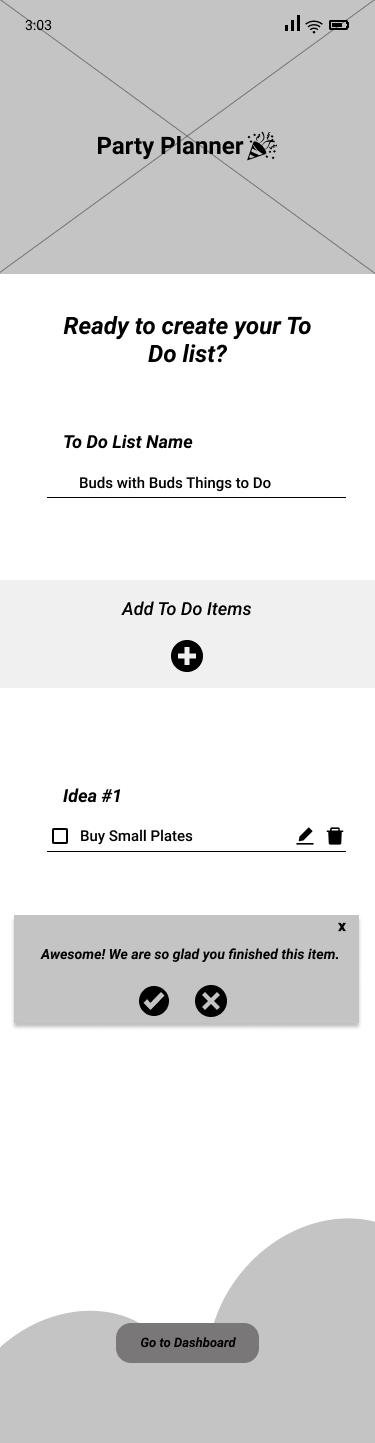 3:03
Party Planner
Ready to create your To
Do list?
To Do List Name
Buds with Buds Things to Do
Add To Do Items
Idea #1
Buy Small Plates
x
Awesome! We are so glad you finished this item.
Go to Dashboard